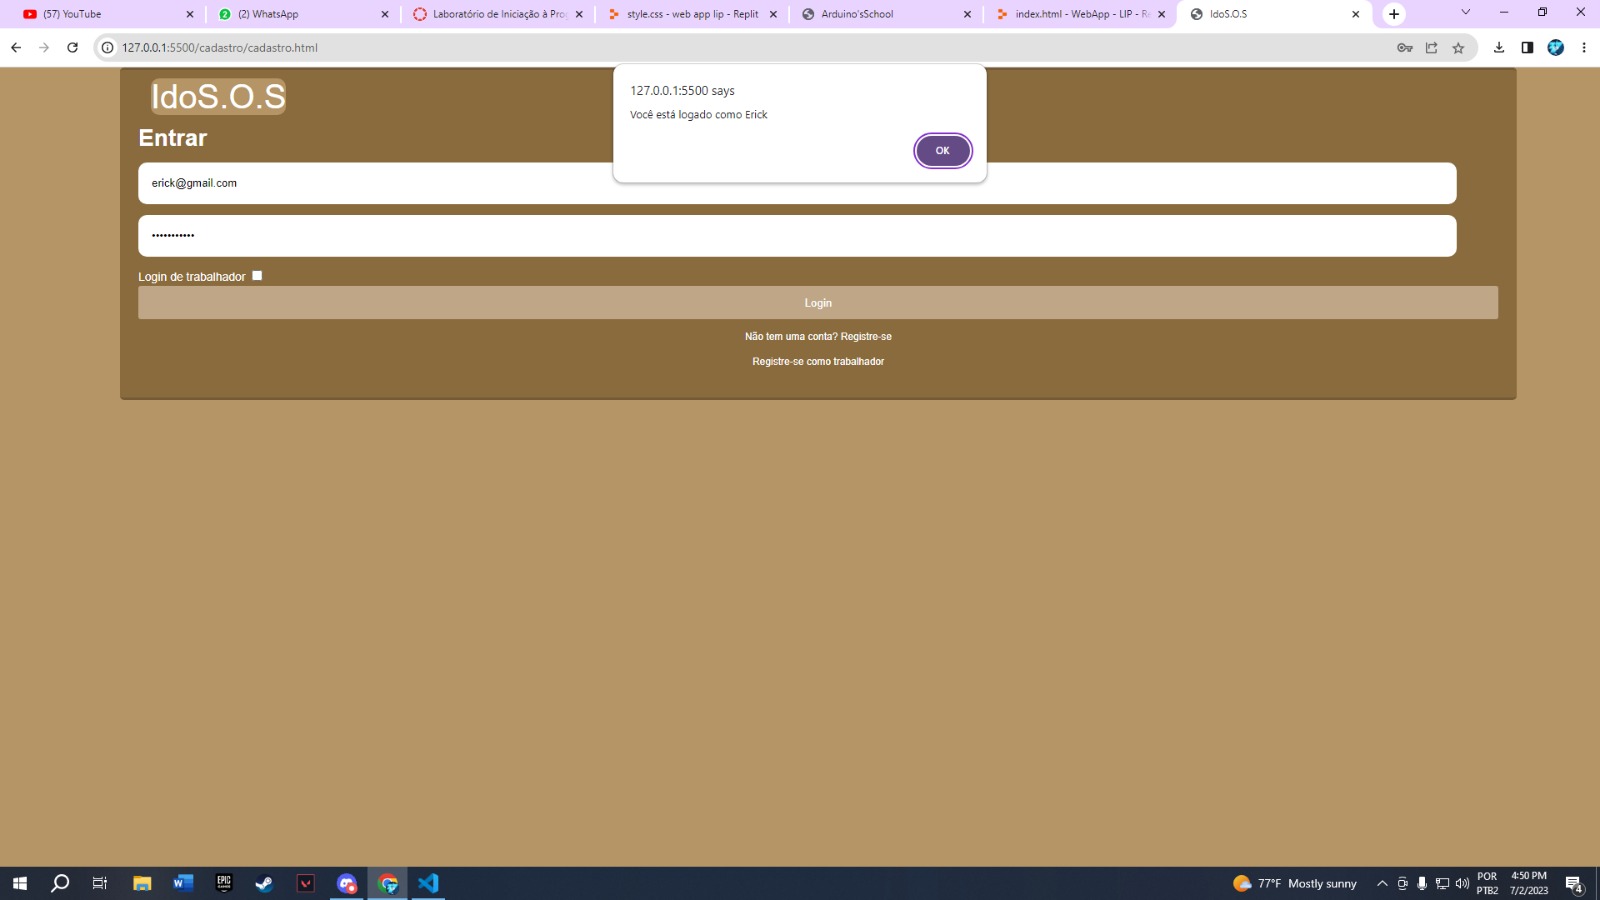 (57) YouTube
(2) WhatsApp
Laboratório de Iniciação à Prog
style.css - web app lip - Replit
Arduino'sSchool
index.html - WebApp - LIP - Re
IdoS.O.S
127.0.0.1:5500/cadastro/cadastro.html
127.0.0.1:5500 says
Você está logado como Erick
OK
IdoS.O.S
Entrar
erick@gmail.com
•••••••••••
Login de trabalhador
Login
Não tem uma conta? Registre-se
Registre-se como trabalhador
77°F Mostly sunny
POR
PTB2
4:50 PM
7/2/2023
4